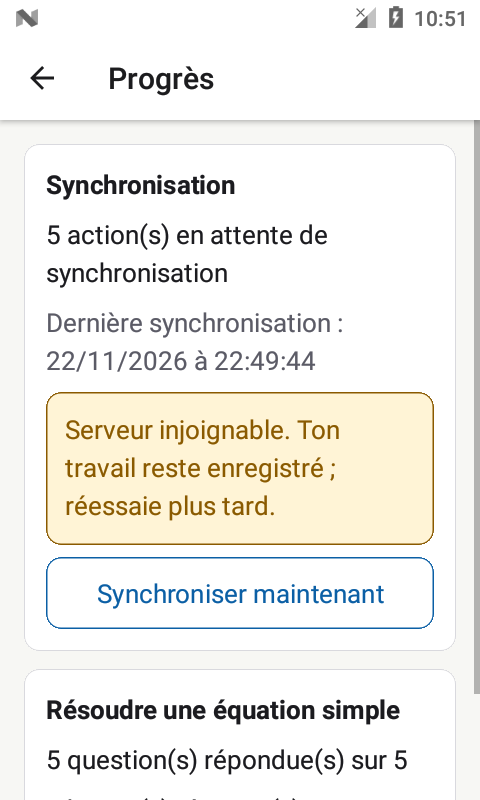 10:51
Progrès
Synchronisation
5 action(s) en attente de
synchronisation
Dernière synchronisation :
22/11/2026 à 22:49:44
Serveur injoignable. Ton
travail reste enregistré ;
réessaie plus tard.
Synchroniser maintenant
Résoudre une équation simple
5 question(s) répondue(s) sur 5